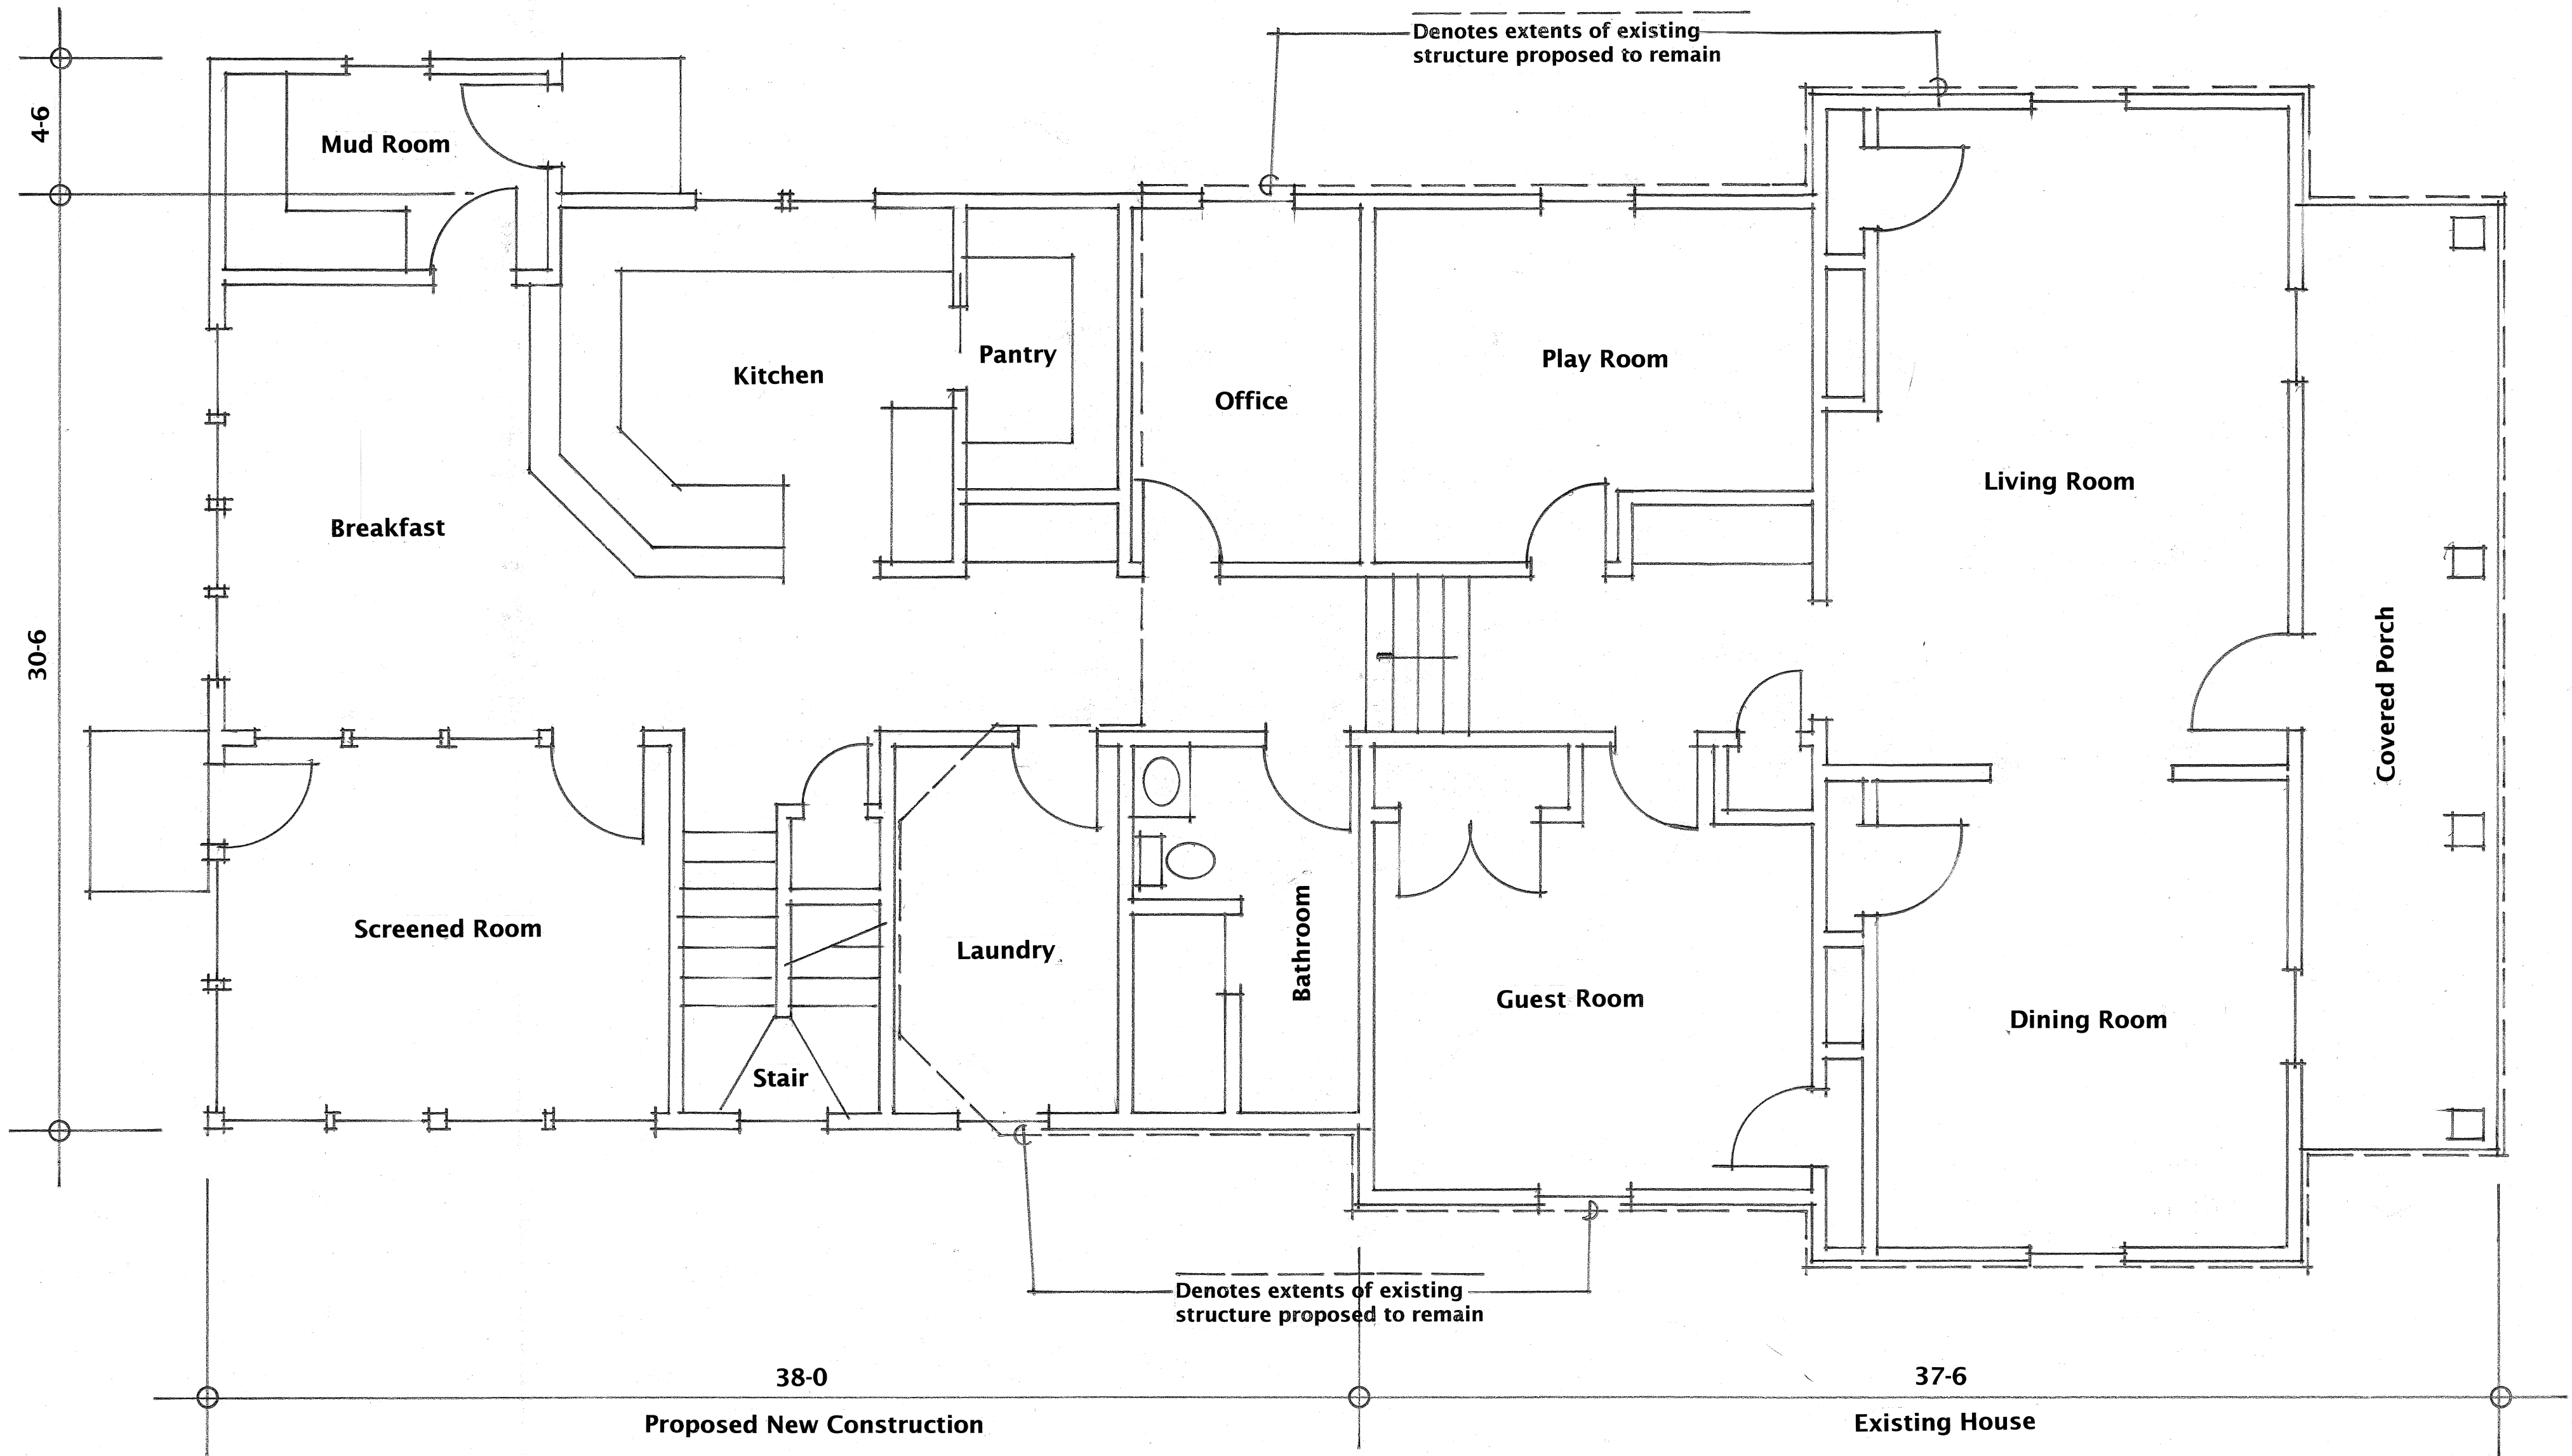 Denotes extents of existing
structure proposed to remain
4-6
Mud Room
Kitchen
Pantry
Office
Play Room
Living Room
Breakfast
30-6
Covered Porch
Screened Room
Laundry
Bathroom
Guest Room
Dining Room
Stair
Denotes extents of existing
structure proposed to remain
38-0
37-6
Proposed New Construction
Existing House